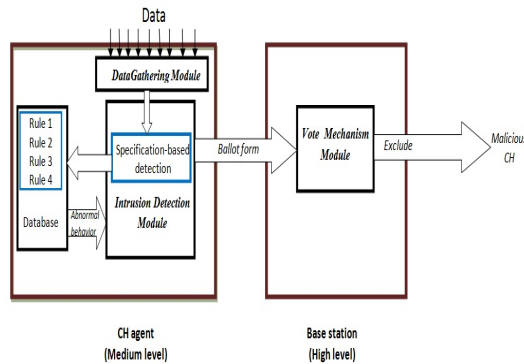 Data
DataGathering Module
Rule 1
Rule 2
Rule 3
Rule 4
Database
Specification-based
detection
Intrusion Detection
Module
Abnormal
behavior
Ballot form
Vote Mechanism
Module
Exclude
Malicious
CH
CH agent
(Medium level)
Base station
(High level)